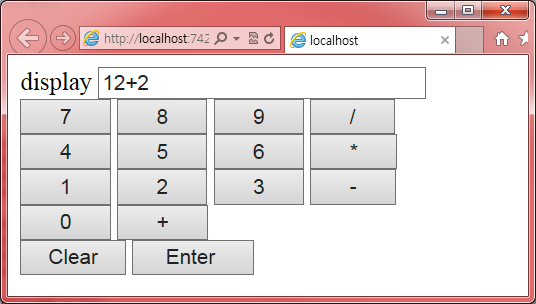 http://localhost:742
localhost
display 12+2
7 8 9 /
4 5 6 *
1 2 3 -
0 +
Clear Enter